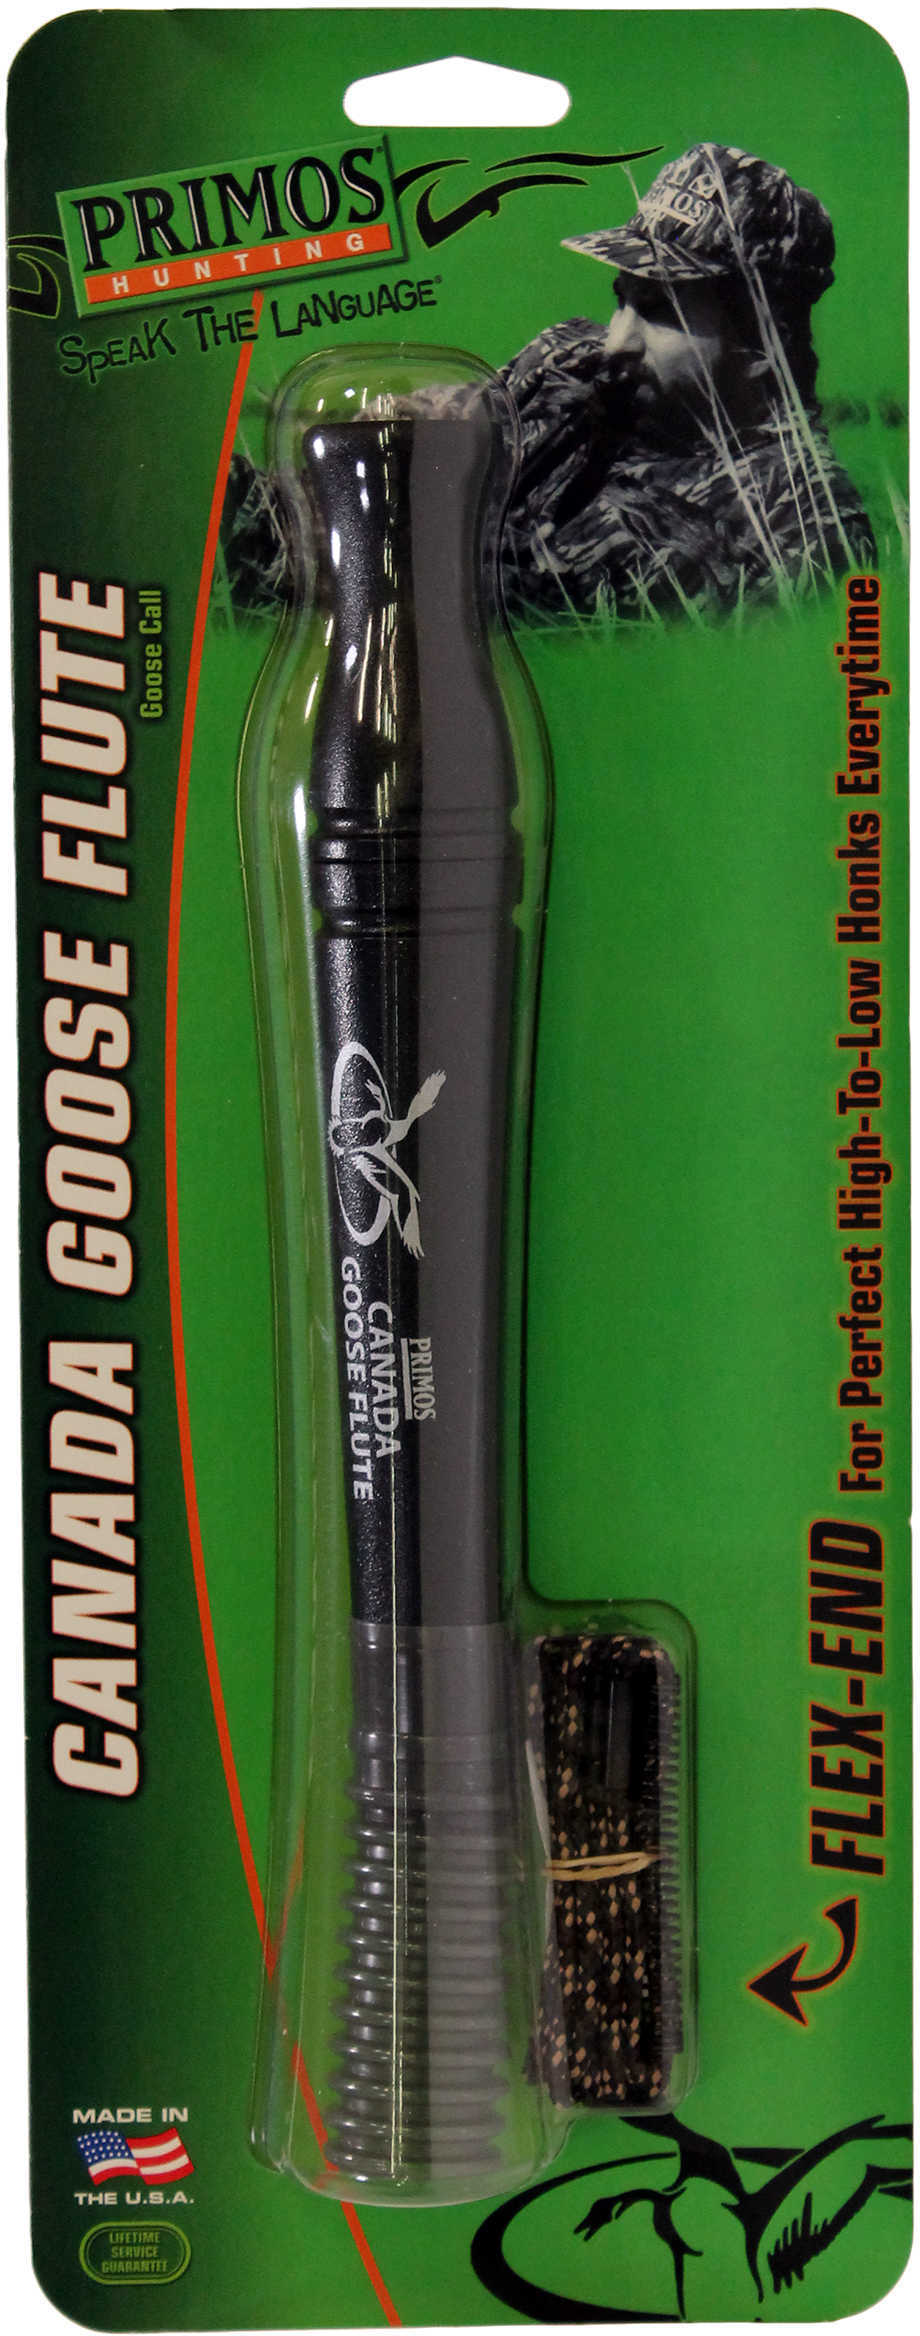 PRIMOS®
HUNTING
SPEAK THE LANGUAGE®
PRIMOS
CANADA GOOSE FLUTE
Goose Call
PRIMOS
CANADA
GOOSE FLUTE
FLEX-END For Perfect High-To-Low Honks Everytime
MADE IN
THE U.S.A.
LIFETIME
SERVICE
GUARANTEE